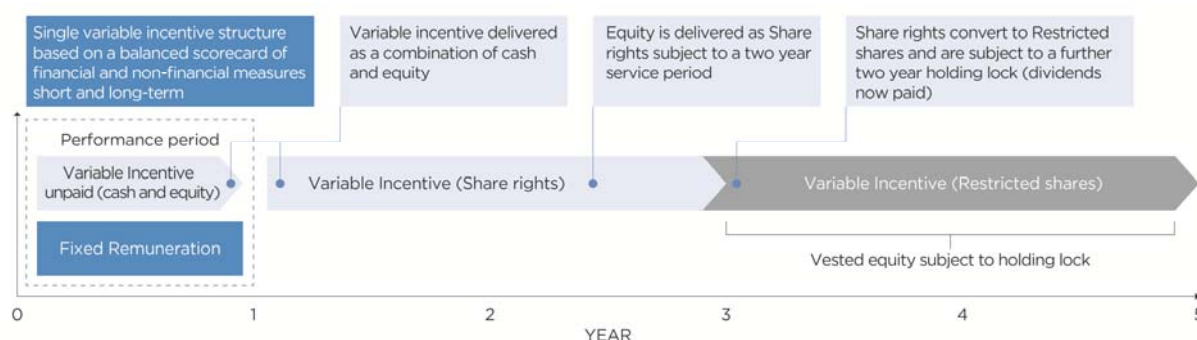 Single variable incentive structure
based on a balanced scorecard of
financial and non-financial measures
short and long-term
Variable incentive delivered
as a combination of cash
and equity
Equity is delivered as Share
rights subject to a two year
service period
Share rights convert to Restricted
shares and are subject to a further
two year holding lock (dividends
now paid)
Performance period
Variable Incentive
unpaid (cash and equity)
Variable Incentive (Share rights)
Variable Incentive (Restricted shares)
Fixed Remuneration
Vested equity subject to holding lock
0 1 2 3 4 5
YEAR